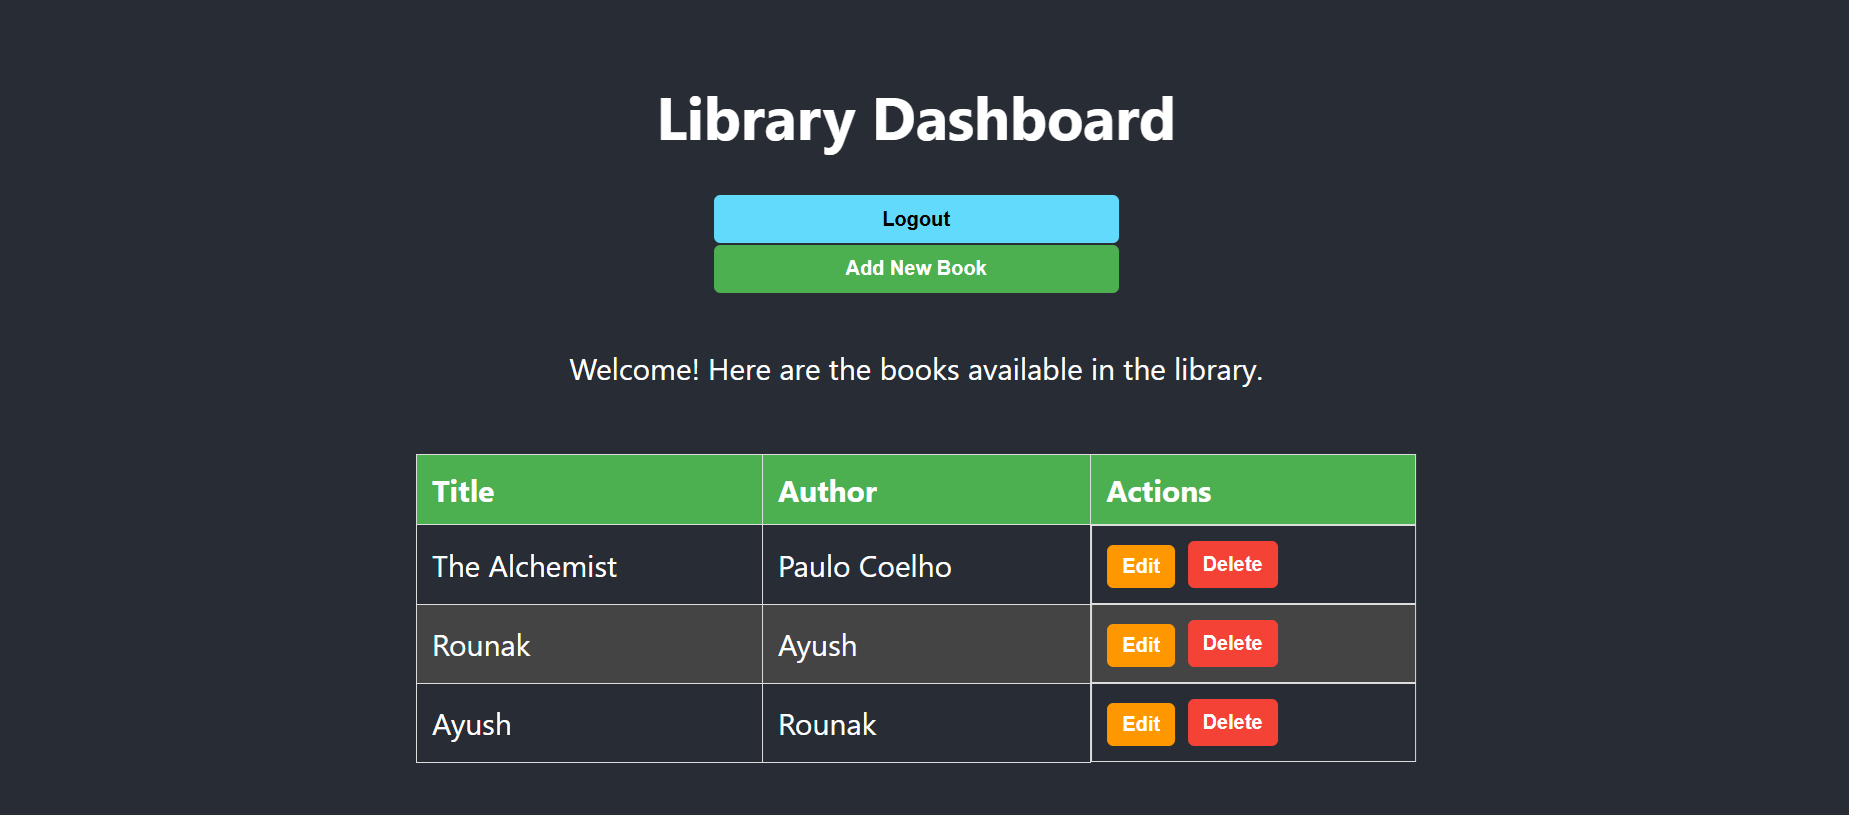 Library Dashboard
Logout
Add New Book
Welcome! Here are the books available in the library.
Title Author Actions
The Alchemist Paulo Coelho Edit Delete
Rounak Ayush Edit Delete
Ayush Rounak Edit Delete